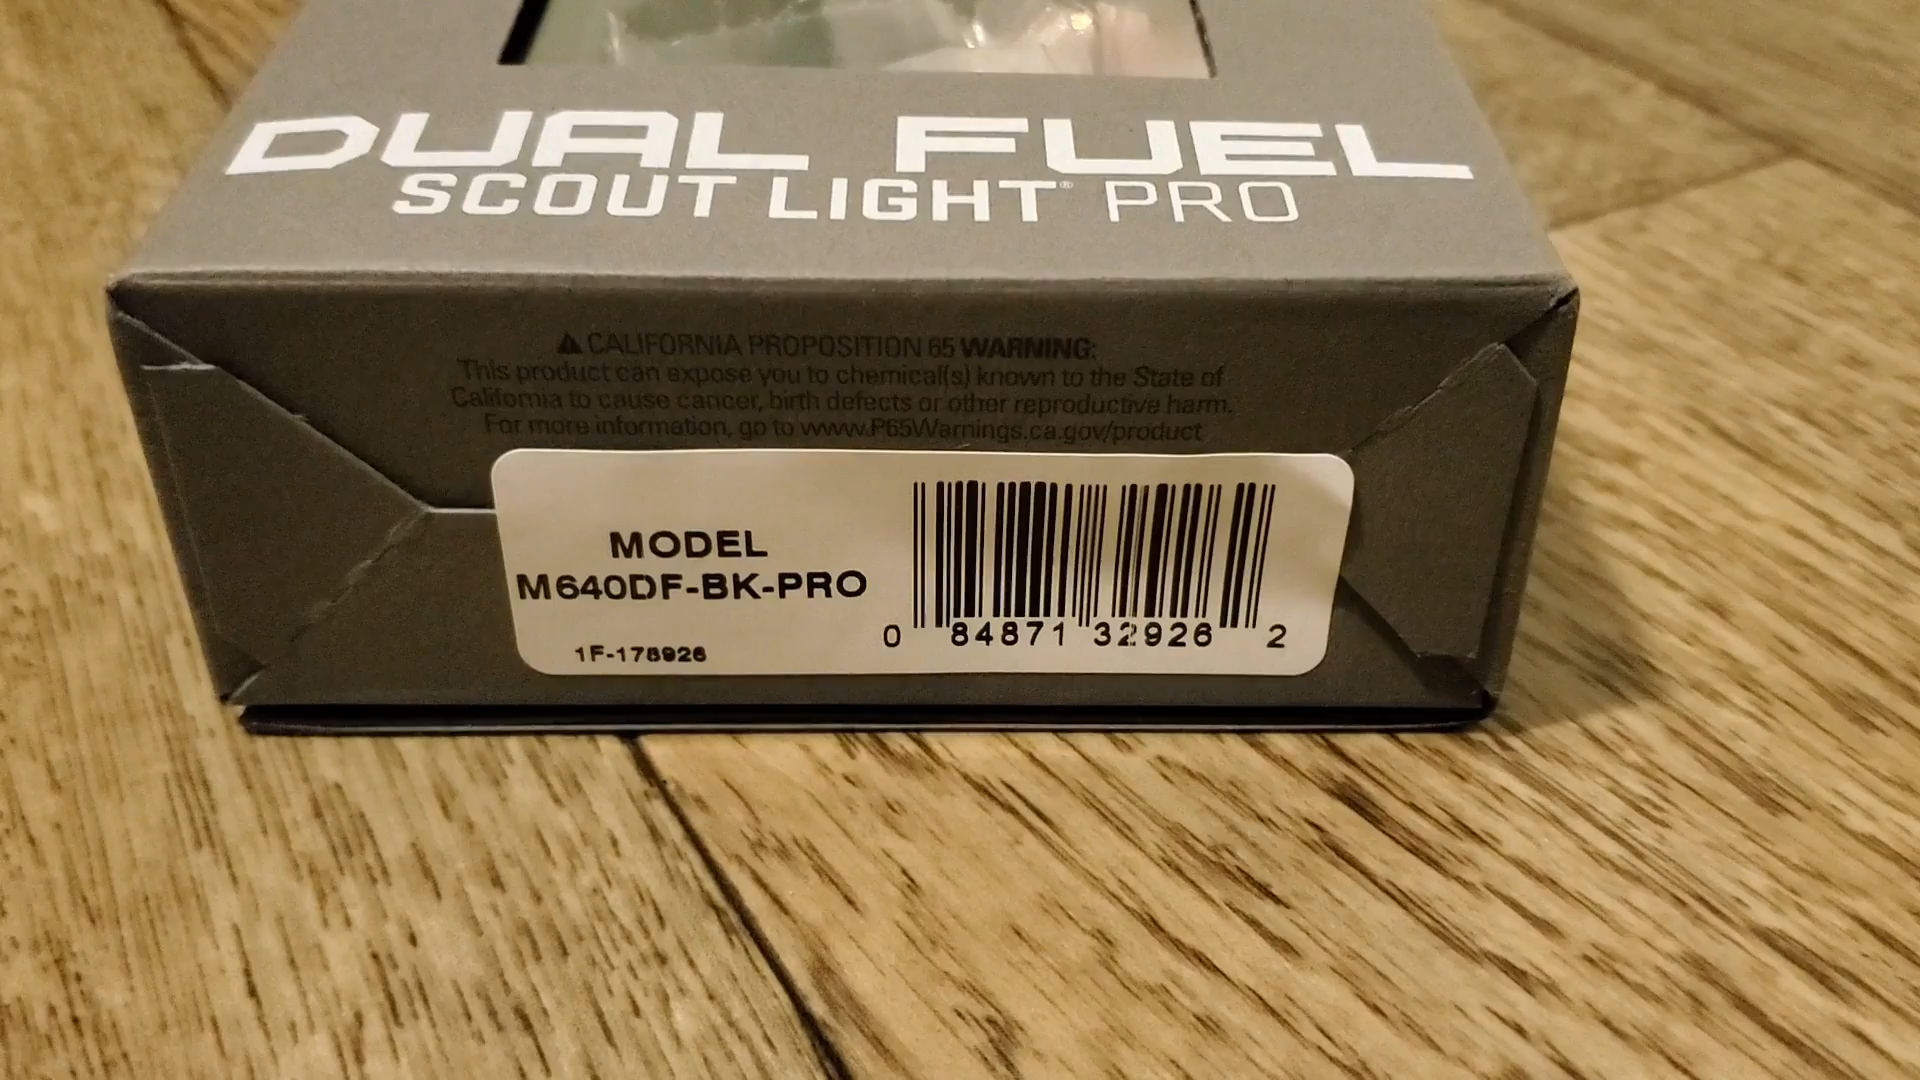 DUAL FUEL
SCOUT LIGHT® PRO
⚠ CALIFORNIA PROPOSITION 65 WARNING:
This product can expose you to chemical(s) known to the State of
California to cause cancer, birth defects or other reproductive harm.
For more information, go to www.P65Warnings.ca.gov/product
MODEL
M640DF-BK-PRO
1F-178926
0 84871 32926 2